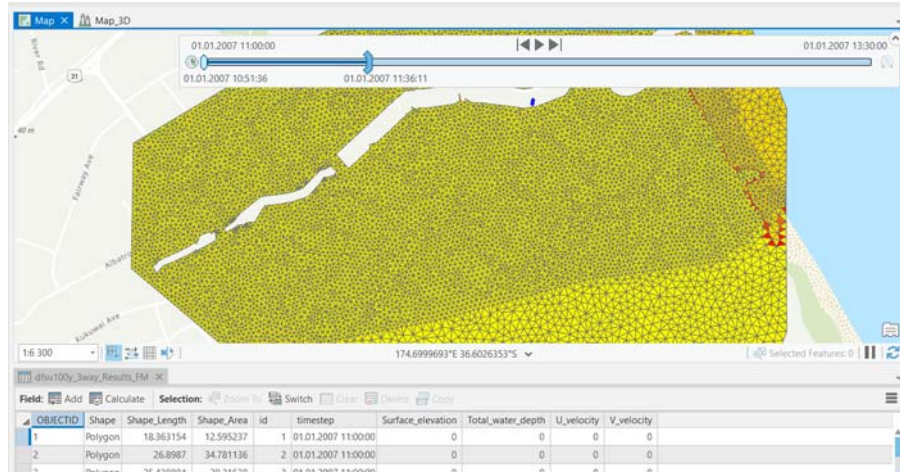 Map × Map_3D
01.01.2007 11:00:00 01.01.2007 13:30:00
01.01.2007 10:51:36 01.01.2007 11:36:11
River Rd
31
40 m
Fairway Ave
Albatro
Kukumai Ave
1:6 300 174.6999693°E 36.6026353°S Selected Features: 0
dfsu100y_3way_Results_FM ×
Field: Add Calculate Selection: Zoom To Switch Clear Delete Copy
OBJECTID Shape Shape_Length Shape_Area id timestep Surface_elevation Total_water_depth U_velocity V_velocity
1 Polygon 18.363154 12.595237 1 01.01.2007 11:00:00 0 0 0 0
2 Polygon 26.8987 34.781136 2 01.01.2007 11:00:00 0 0 0 0